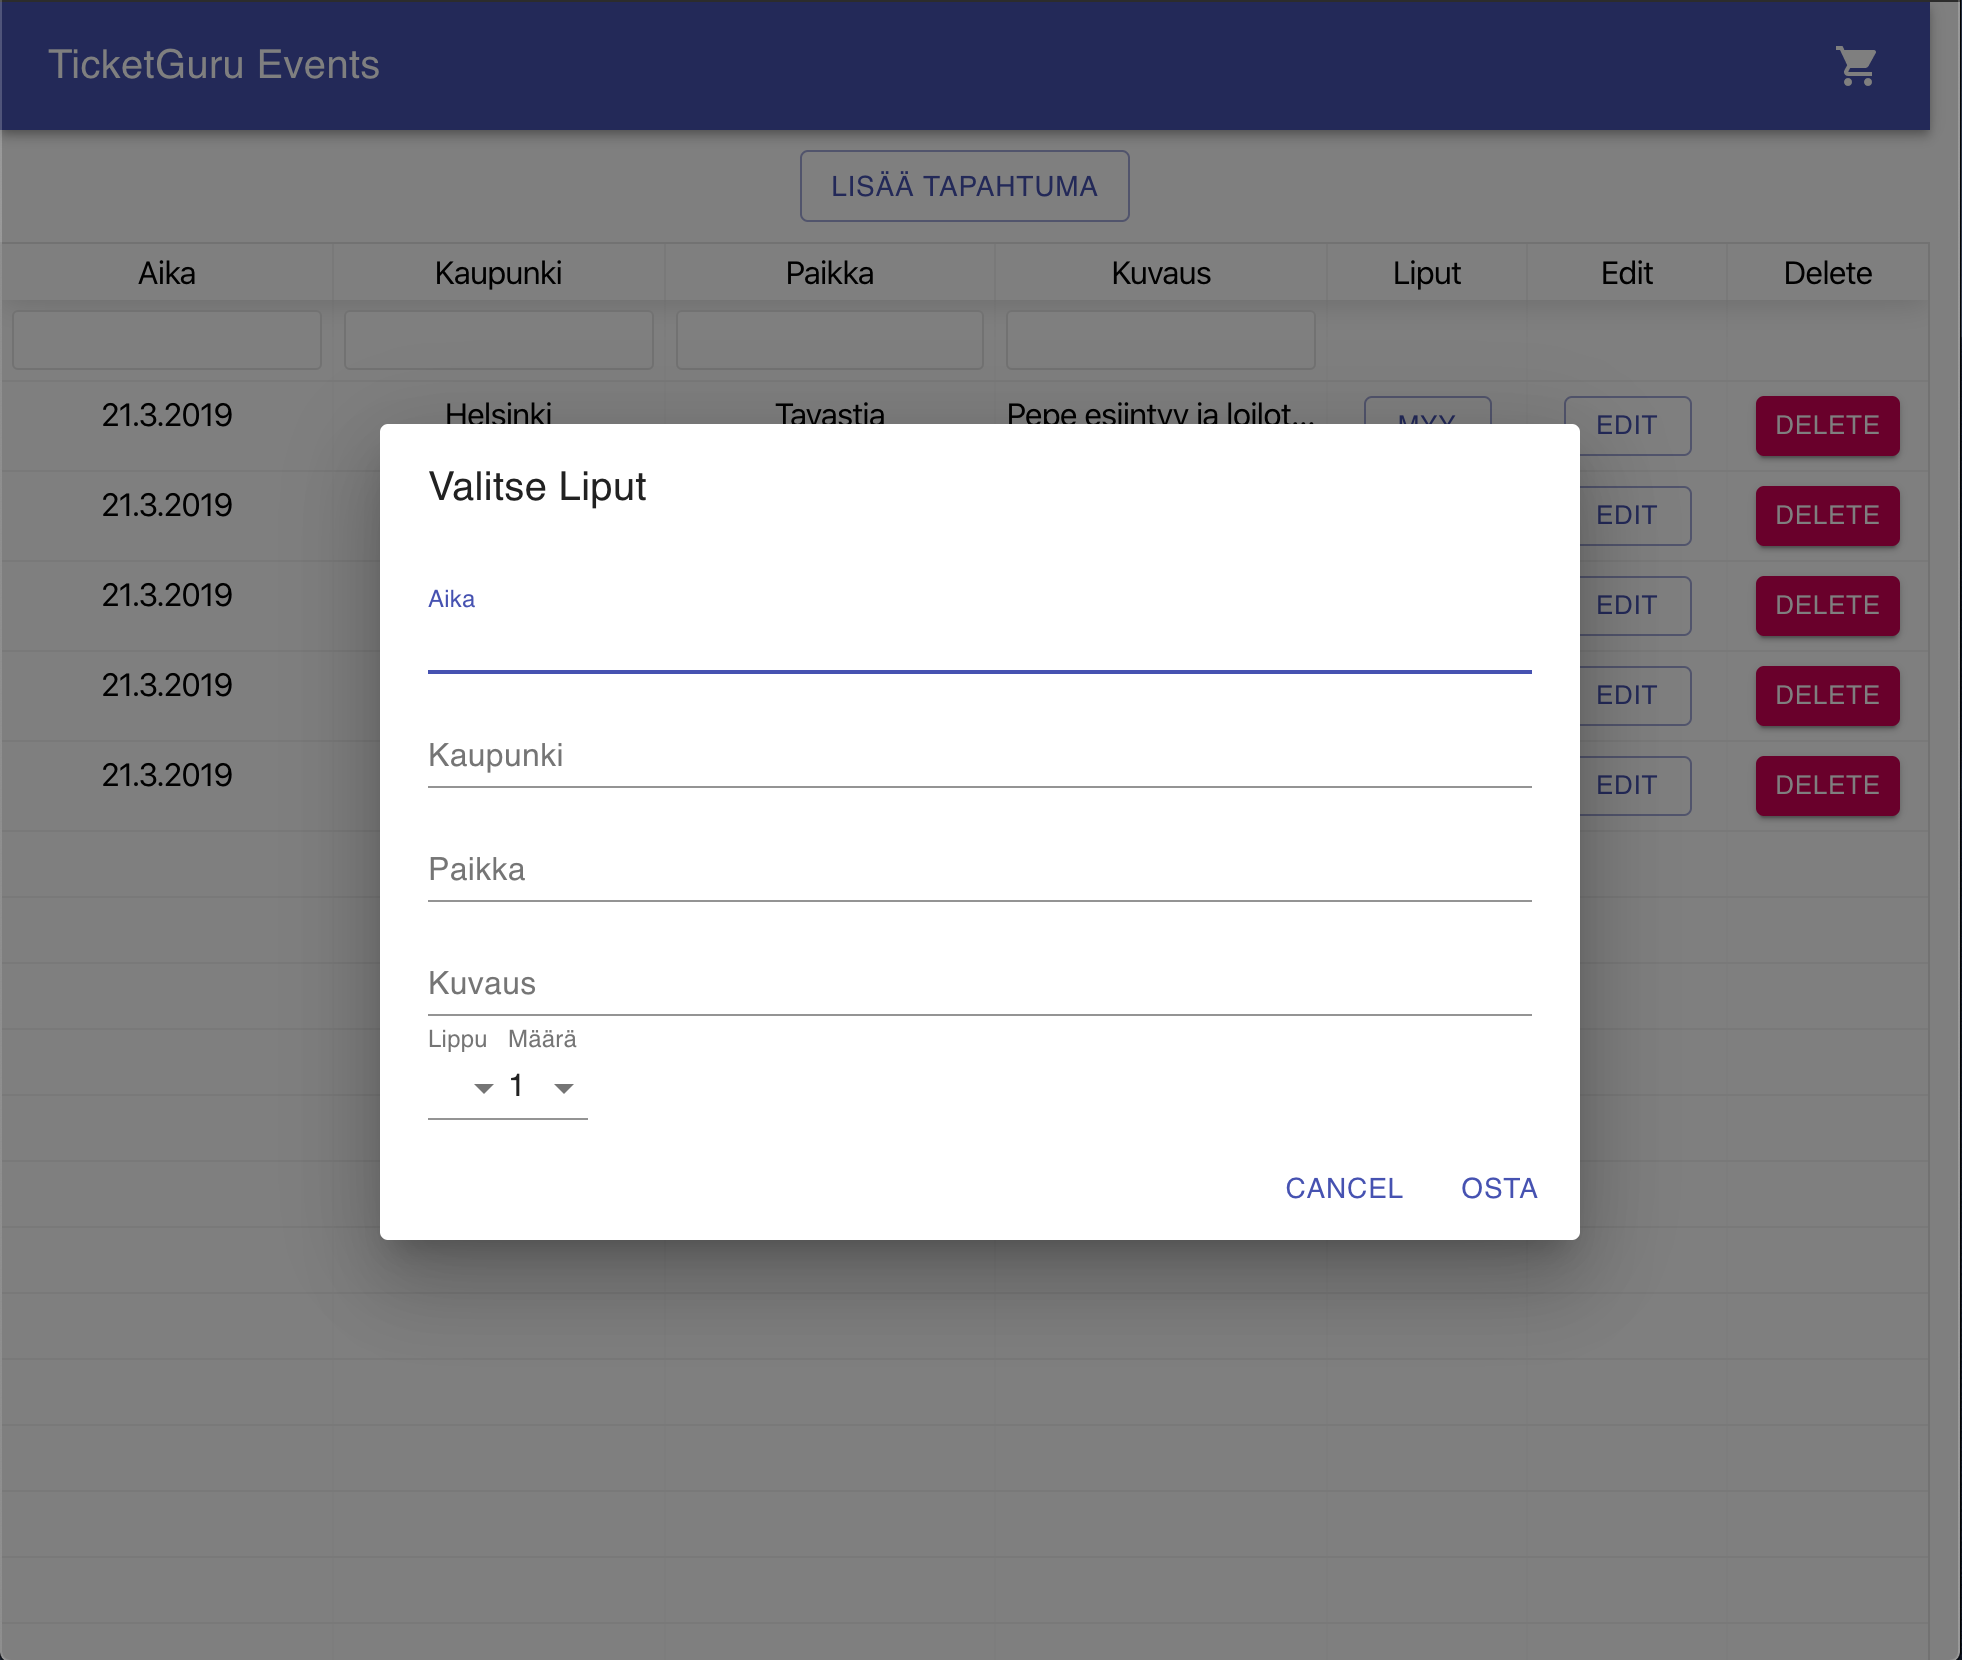 TicketGuru Events
LISÄÄ TAPAHTUMA
Aika Kaupunki Paikka Kuvaus Liput Edit Delete
21.3.2019 Helsinki Tavastia Pepe esiintyy ja loilot... MYY EDIT DELETE
21.3.2019 EDIT DELETE
21.3.2019 EDIT DELETE
21.3.2019 EDIT DELETE
21.3.2019 EDIT DELETE
Valitse Liput
Aika
Kaupunki
Paikka
Kuvaus
Lippu Määrä
1
CANCEL OSTA